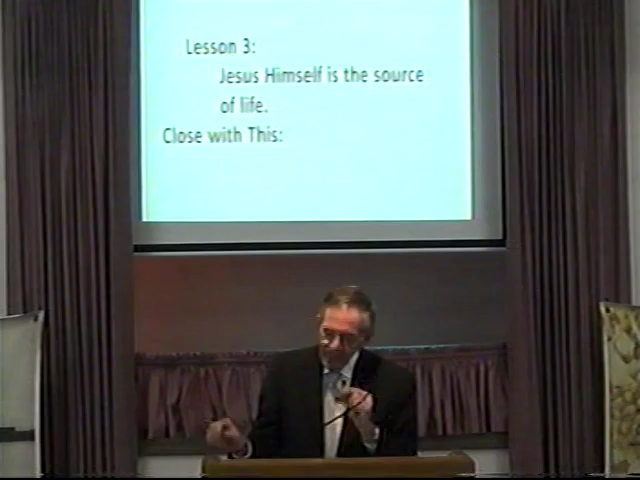 Lesson 3:
Jesus Himself is the source
of life.
Close with This: